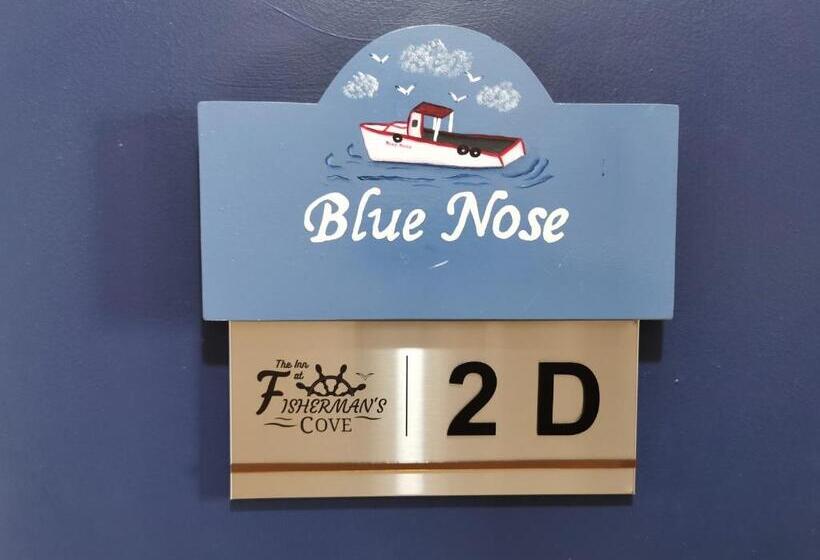 Blue Nose
The Inn
at
FISHERMAN'S
COVE
2 D